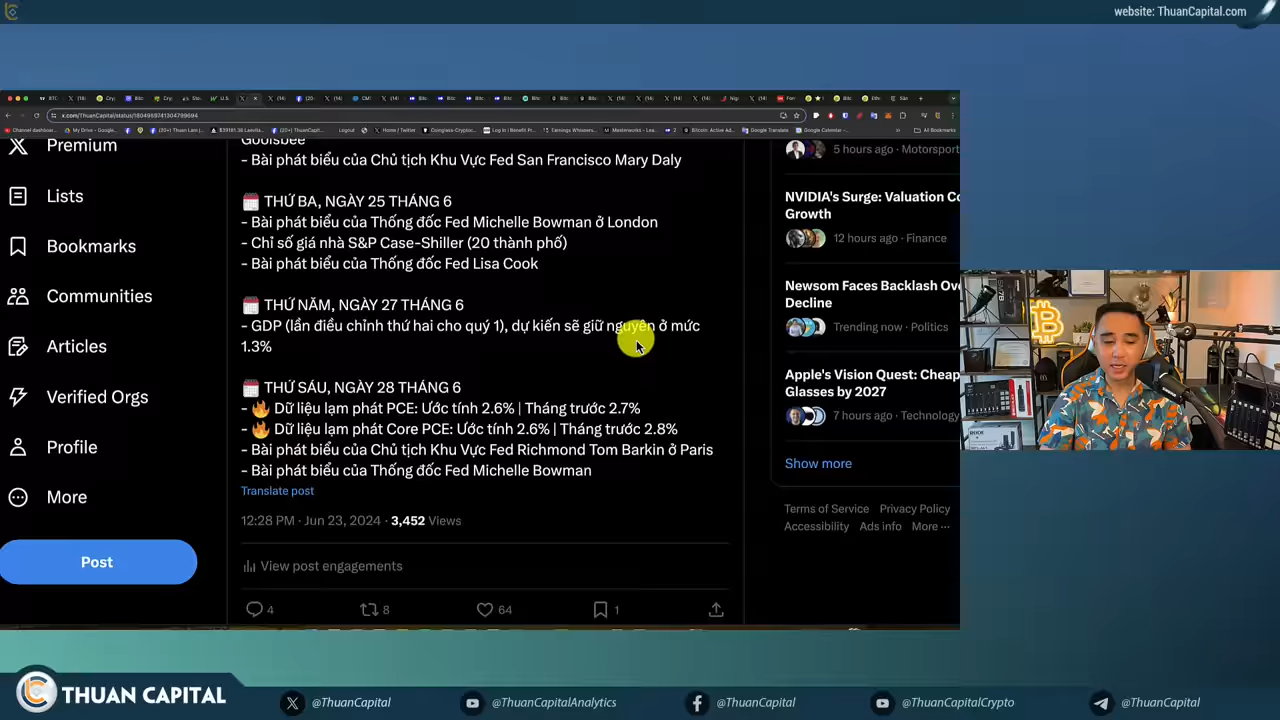 website: ThuanCapital.com
x.com/ThuanCapital/status/1804959741304799694
All Bookmarks
Premium
Lists
Bookmarks
Communities
Articles
Verified Orgs
Profile
More
Post
Goolsbee
- Bài phát biểu của Chủ tịch Khu Vực Fed San Francisco Mary Daly
THỨ BA, NGÀY 25 THÁNG 6
- Bài phát biểu của Thống đốc Fed Michelle Bowman ở London
- Chỉ số giá nhà S&P Case-Shiller (20 thành phố)
- Bài phát biểu của Thống đốc Fed Lisa Cook
THỨ NĂM, NGÀY 27 THÁNG 6
- GDP (lần điều chỉnh thứ hai cho quý 1), dự kiến sẽ giữ nguyên ở mức
1.3%
THỨ SÁU, NGÀY 28 THÁNG 6
- 🔥 Dữ liệu lạm phát PCE: Ước tính 2.6% | Tháng trước 2.7%
- 🔥 Dữ liệu lạm phát Core PCE: Ước tính 2.6% | Tháng trước 2.8%
- Bài phát biểu của Chủ tịch Khu Vực Fed Richmond Tom Barkin ở Paris
- Bài phát biểu của Thống đốc Fed Michelle Bowman
Translate post
12:28 PM · Jun 23, 2024 · 3,452 Views
View post engagements
4 8 64 1
5 hours ago · Motorsport
NVIDIA's Surge: Valuation Co
Growth
12 hours ago · Finance
Newsom Faces Backlash Ove
Decline
Trending now · Politics
Apple's Vision Quest: Cheap
Glasses by 2027
7 hours ago · Technology
Show more
Terms of Service Privacy Policy
Accessibility Ads info More ···
THUAN CAPITAL
@ThuanCapital
@ThuanCapitalAnalytics
@ThuanCapital
@ThuanCapitalCrypto
@ThuanCapital